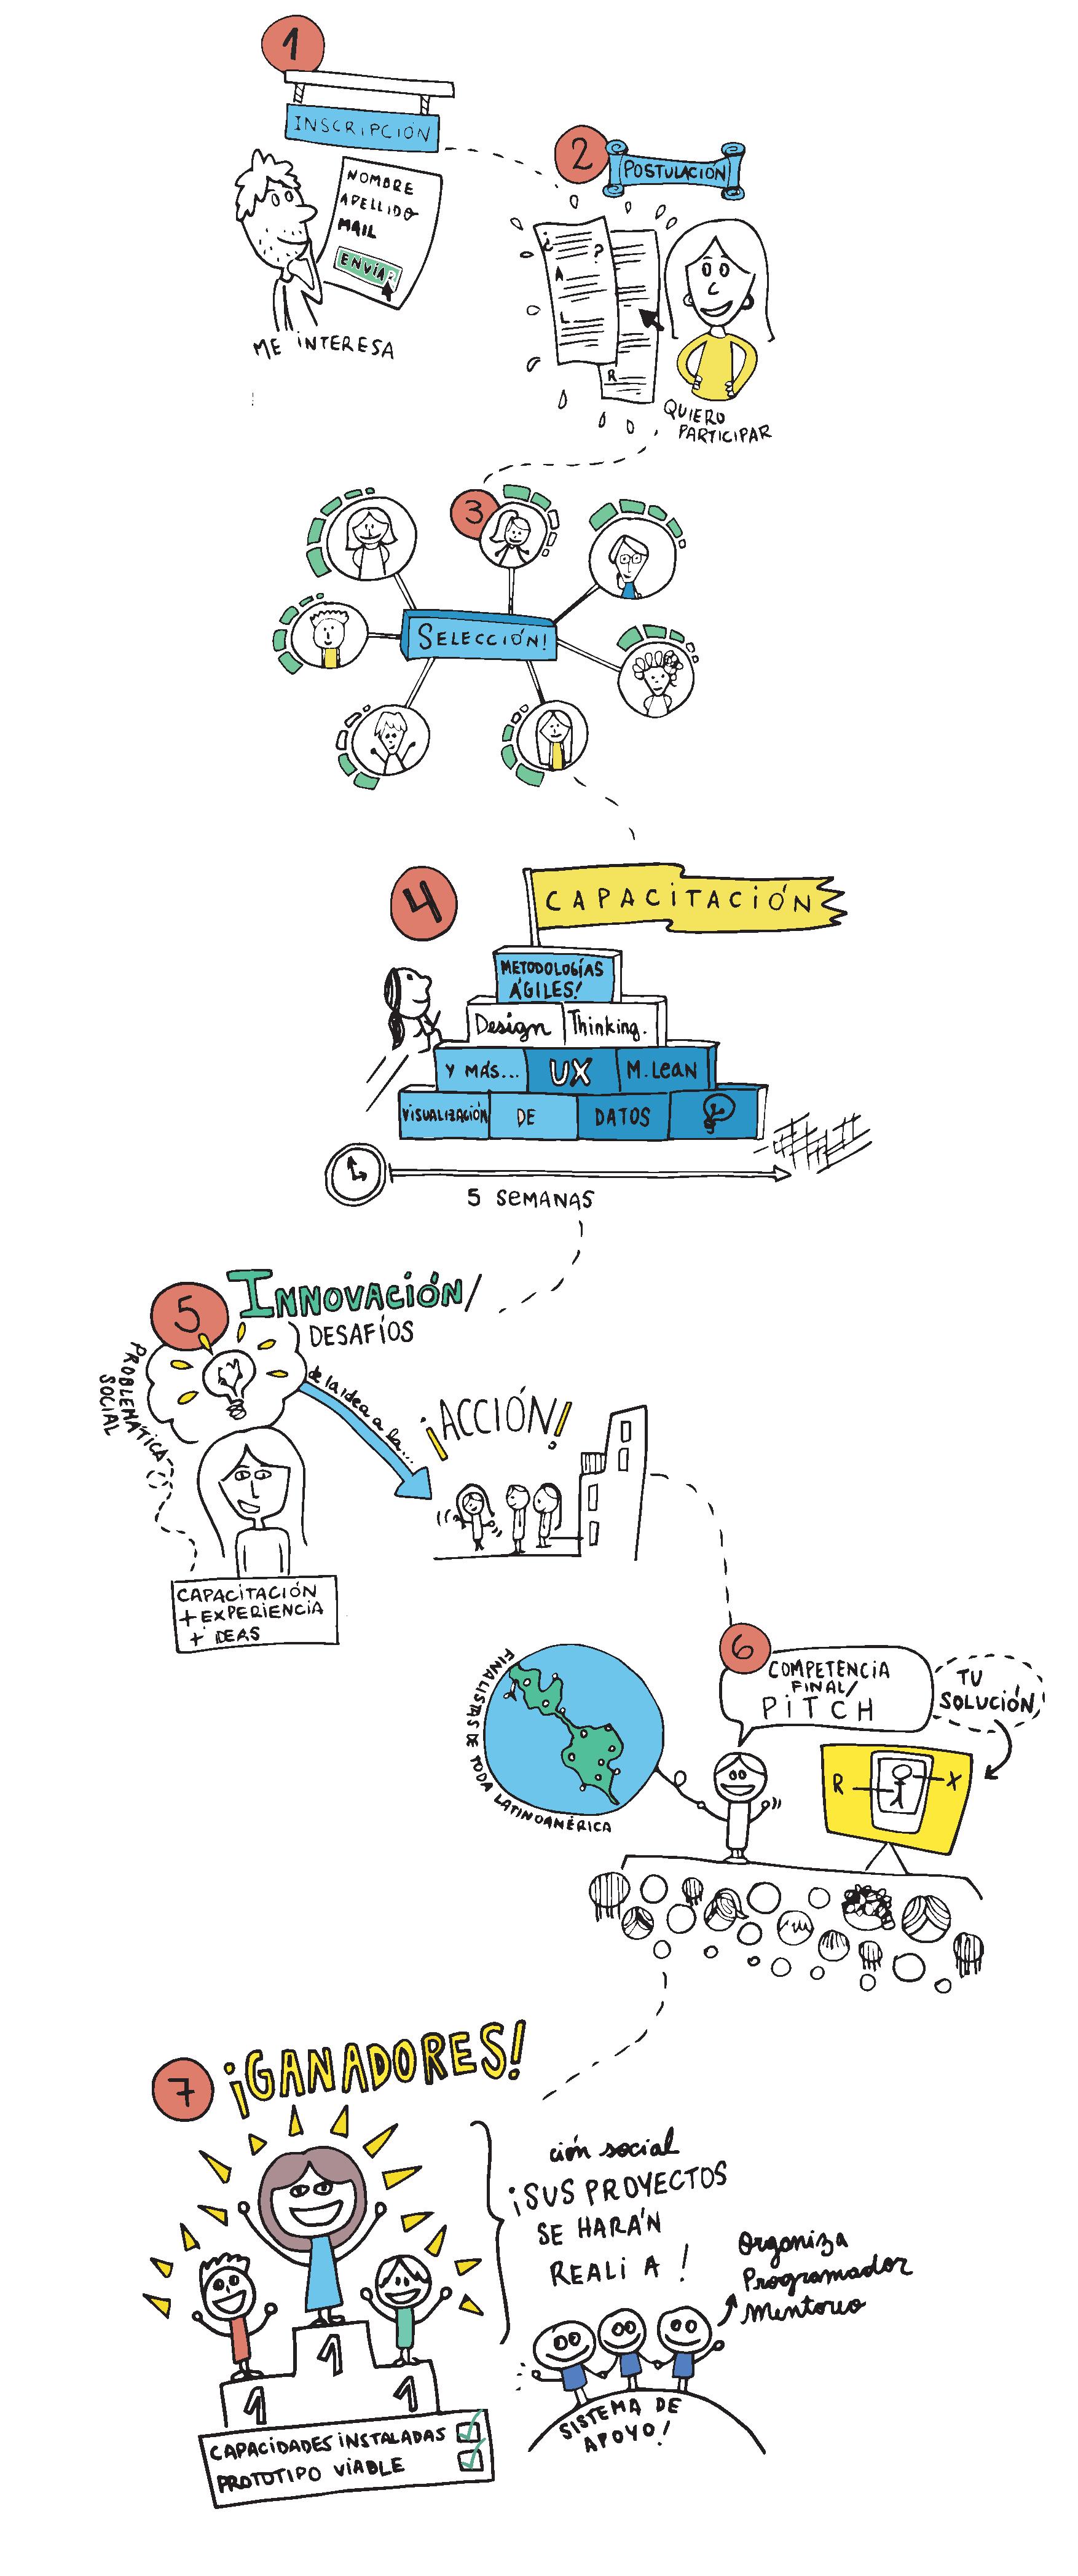 1
INSCRIPCIÓN
NOMBRE
APELLIDO
MAIL
ENVIAR
ME INTERESA
2
POSTULACIÓN
¿ ?
A
L
R
QUIERO
PARTICIPAR
3
SELECCIÓN!
4
CAPACITACIÓN
METODOLOGÍAS
ÁGILES!
Design Thinking.
Y MÁS... UX M. LEAN
VISUALIZACIÓN DE DATOS
5 SEMANAS
5
INNOVACIÓN/
DESAFÍOS
PROBLEMÁTICA
SOCIAL
de la idea a la...
¡ACCIÓN!
CAPACITACIÓN
+ EXPERIENCIA
+ IDEAS
6
COMPETENCIA
FINAL/
PITCH
TU
SOLUCIÓN
R X
FINALISTAS DE TODA LATINOAMÉRICA
7
¡GANADORES!
ción social
¡SUS PROYECTOS
SE HARÁN
REALI A !
Organiza
Programador
Mentoreo
1
1 1
CAPACIDADES INSTALADAS
PROTOTIPO VIABLE
SISTEMA DE
APOYO!